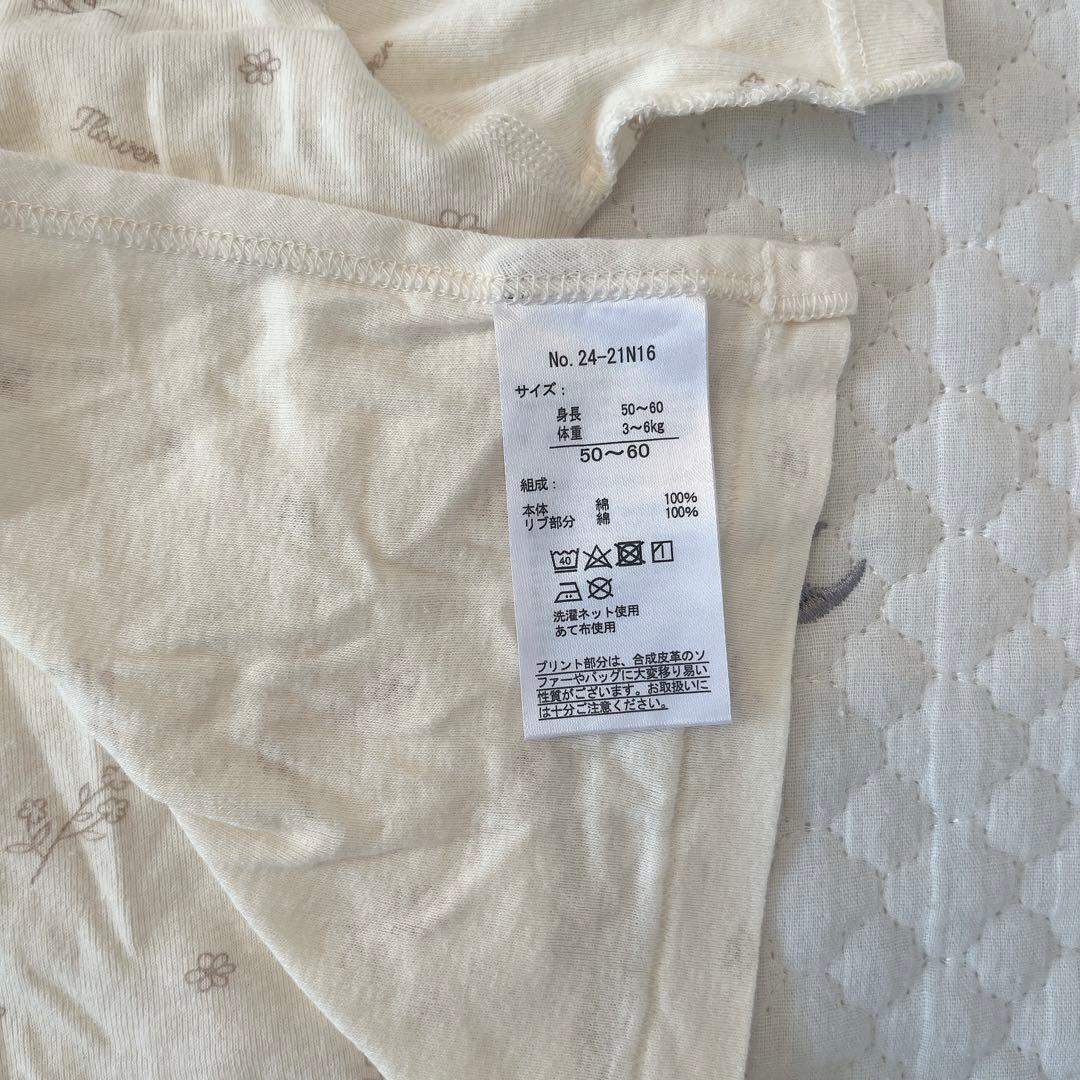 Flower
No. 24-21N16
サイズ：
身長 50～60
体重 3～6kg
50～60
組成：
本体 綿 100%
リブ部分 綿 100%
40
洗濯ネット使用
あて布使用
プリント部分は、合成皮革のソ
ファーやバッグに大変移り易い
性質がございます。お取扱いに
は十分ご注意ください。